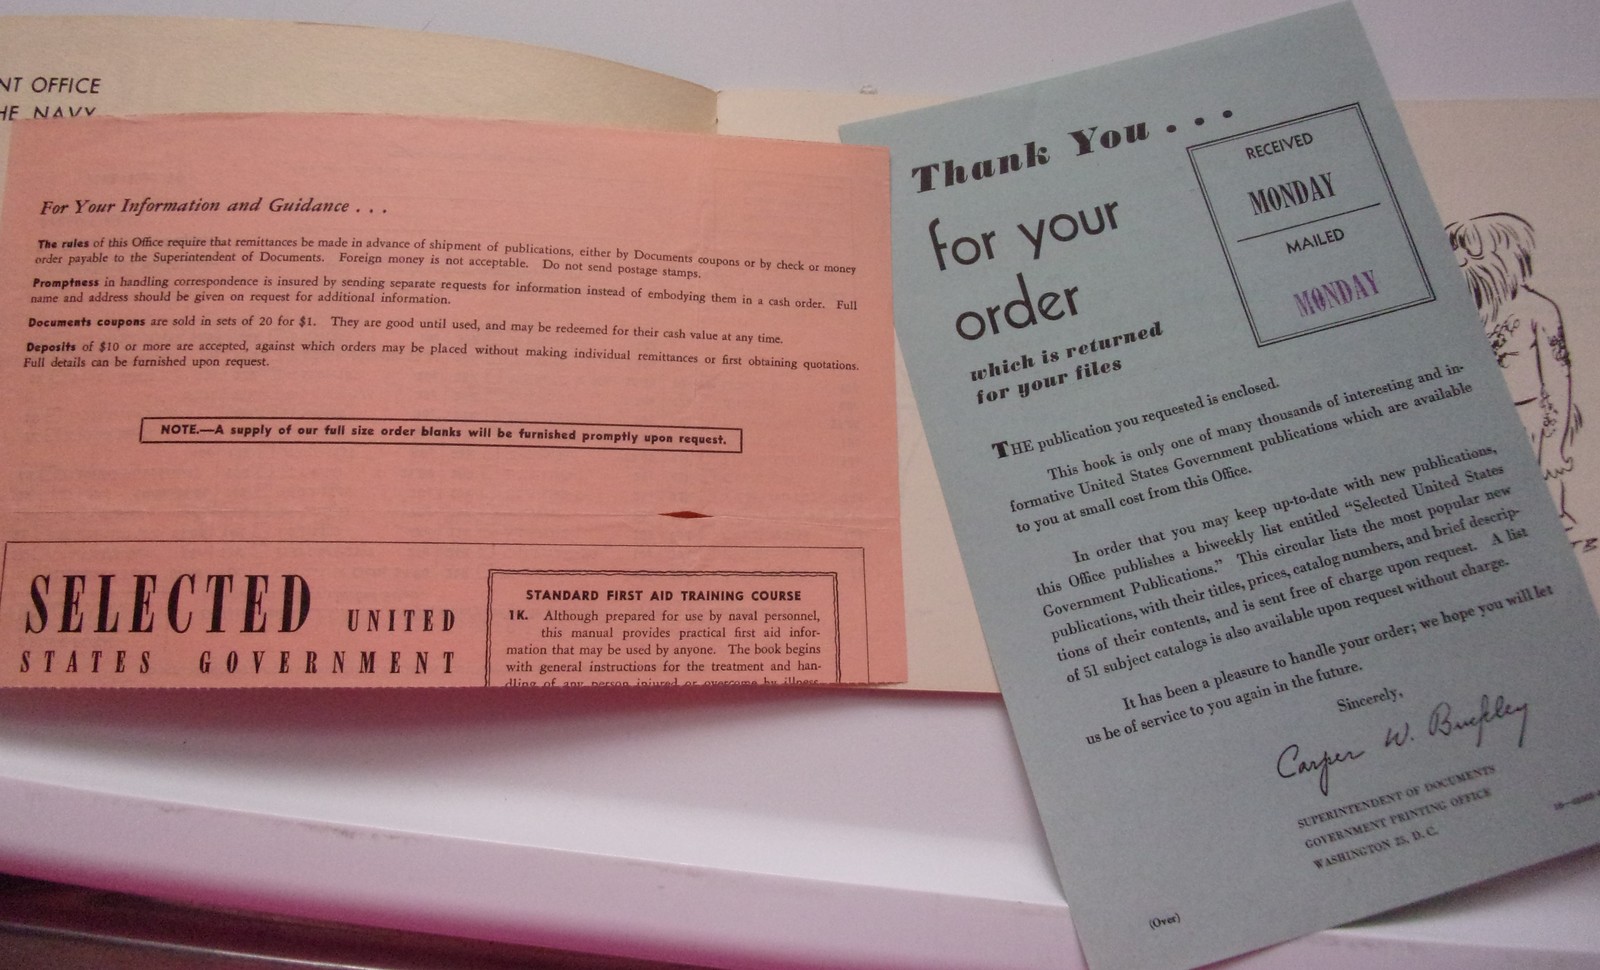 NT OFFICE
HE NAVY
For Your Information and Guidance . . .
The rules of this Office require that remittances be made in advance of shipment of publications, either by Documents coupons or by check or money
order payable to the Superintendent of Documents. Foreign money is not acceptable. Do not send postage stamps.
Promptness in handling correspondence is insured by sending separate requests for information instead of embodying them in a cash order. Full
name and address should be given on request for additional information.
Documents coupons are sold in sets of 20 for $1. They are good until used, and may be redeemed for their cash value at any time.
Deposits of $10 or more are accepted, against which orders may be placed without making individual remittances or first obtaining quotations.
Full details can be furnished upon request.
NOTE.—A supply of our full size order blanks will be furnished promptly upon request.
SELECTED UNITED
STATES GOVERNMENT
STANDARD FIRST AID TRAINING COURSE
1K. Although prepared for use by naval personnel,
this manual provides practical first aid infor-
mation that may be used by anyone. The book begins
with general instructions for the treatment and han-
dling of any person injured or overcome by illness
Thank You . . .
for your
order
which is returned
for your files
RECEIVED
MONDAY
MAILED
MONDAY
THE publication you requested is enclosed.
This book is only one of many thousands of interesting and in-
formative United States Government publications which are available
to you at small cost from this Office.
In order that you may keep up-to-date with new publications,
this Office publishes a biweekly list entitled "Selected United States
Government Publications." This circular lists the most popular new
publications, with their titles, prices, catalog numbers, and brief descrip-
tions of their contents, and is sent free of charge upon request. A list
of 51 subject catalogs is also available upon request without charge.
It has been a pleasure to handle your order; we hope you will let
us be of service to you again in the future.
Sincerely,
Carper W. Buckley
SUPERINTENDENT OF DOCUMENTS
GOVERNMENT PRINTING OFFICE
WASHINGTON 25, D. C.
(Over)
M